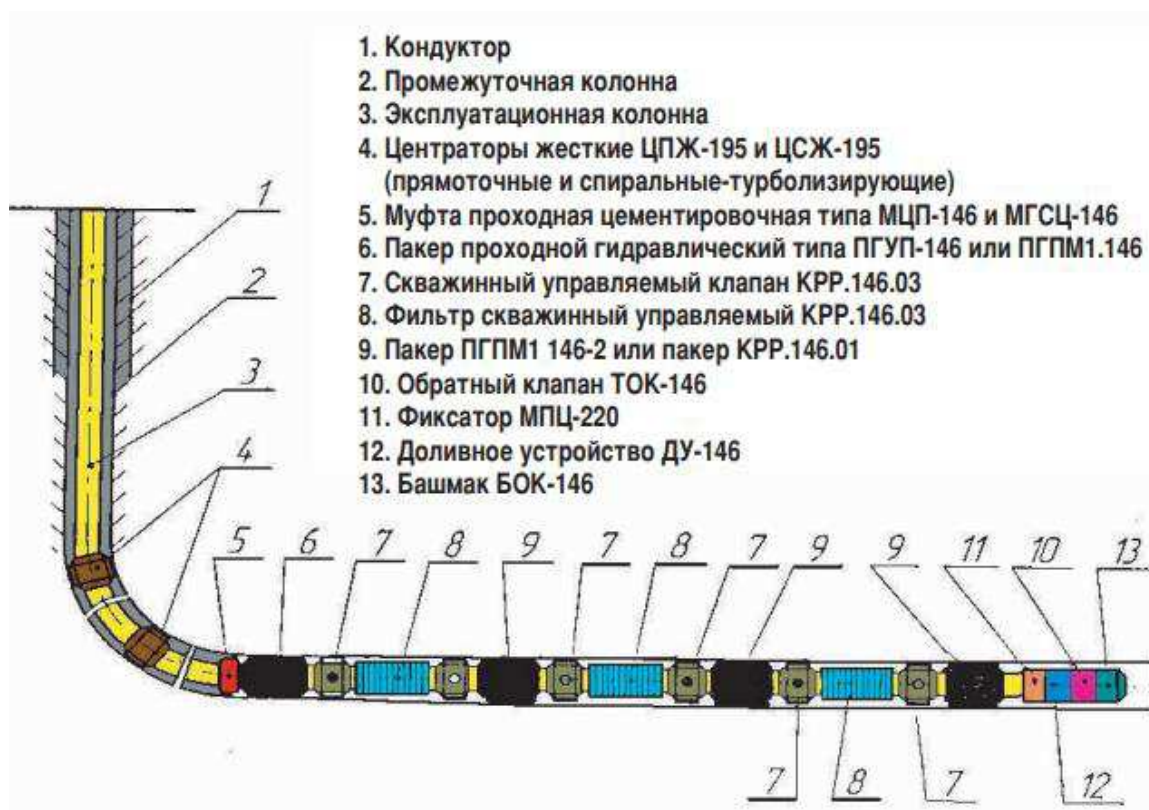 1. Кондуктор
2. Промежуточная колонна
3. Эксплуатационная колонна
4. Центраторы жесткие ЦПЖ-195 и ЦСЖ-195
(прямоточные и спиральные-турболизирующие)
5. Муфта проходная цементировочная типа МЦП-146 и МГСЦ-146
6. Пакер проходной гидравлический типа ПГУП-146 или ПГПМ1.146
7. Скважинный управляемый клапан КРР.146.03
8. Фильтр скважинный управляемый КРР.146.03
9. Пакер ПГПМ1 146-2 или пакер КРР.146.01
10. Обратный клапан ТОК-146
11. Фиксатор МПЦ-220
12. Доливное устройство ДУ-146
13. Башмак БОК-146
1
2
3
4
5 6 7 8 9 7 8 7 9 9 11 10 13
7 8 7 12